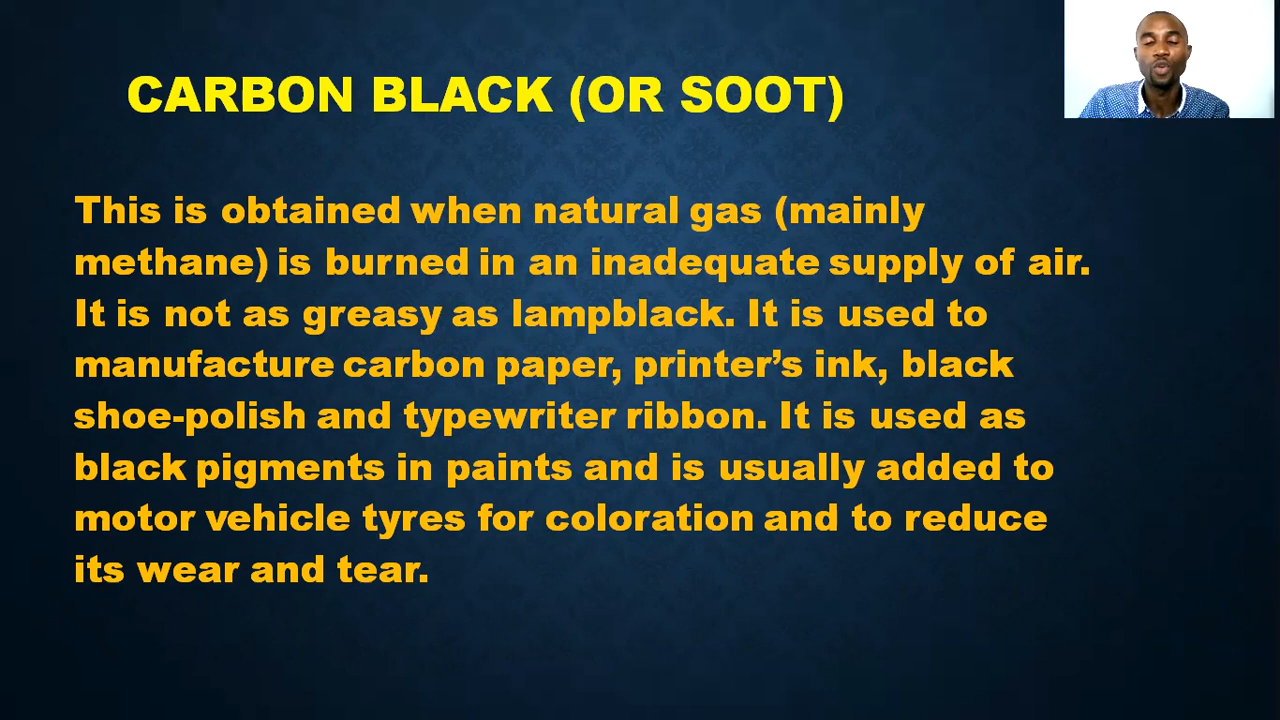 CARBON BLACK (OR SOOT)
This is obtained when natural gas (mainly
methane) is burned in an inadequate supply of air.
It is not as greasy as lampblack. It is used to
manufacture carbon paper, printer’s ink, black
shoe-polish and typewriter ribbon. It is used as
black pigments in paints and is usually added to
motor vehicle tyres for coloration and to reduce
its wear and tear.